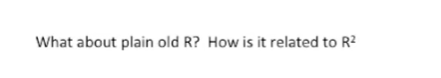 What about plain old R? How is it related to R²